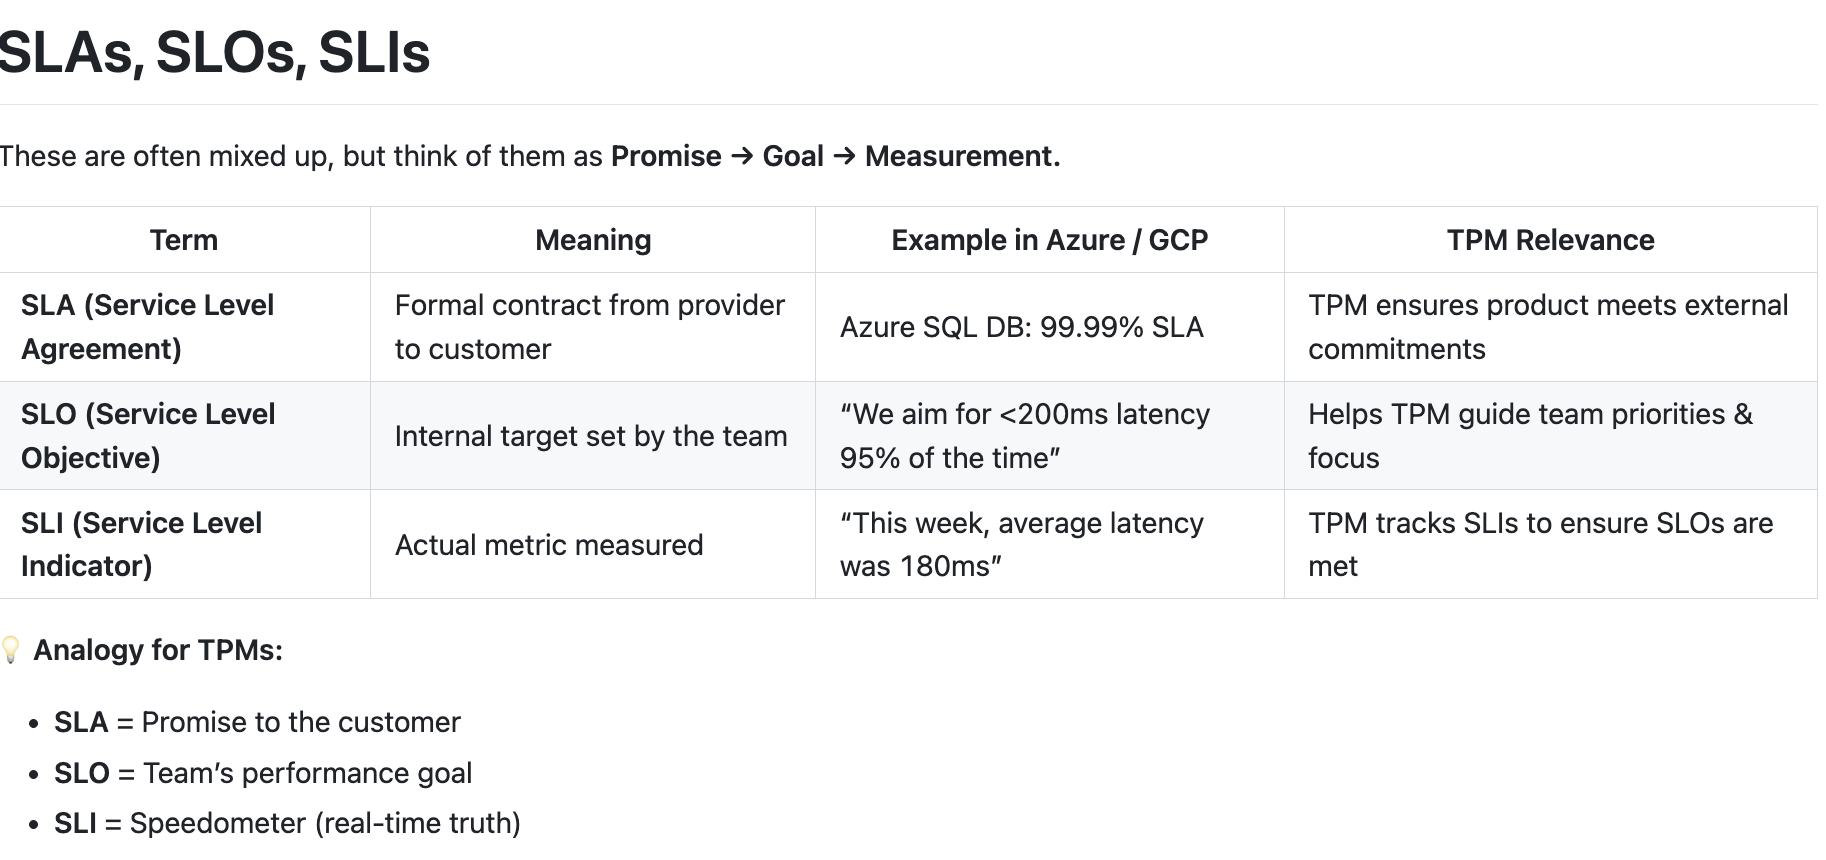 SLAs, SLOs, SLIs
These are often mixed up, but think of them as Promise → Goal → Measurement.
Term Meaning Example in Azure / GCP TPM Relevance
SLA (Service Level Agreement) Formal contract from provider to customer Azure SQL DB: 99.99% SLA TPM ensures product meets external commitments
SLO (Service Level Objective) Internal target set by the team “We aim for <200ms latency 95% of the time” Helps TPM guide team priorities & focus
SLI (Service Level Indicator) Actual metric measured “This week, average latency was 180ms” TPM tracks SLIs to ensure SLOs are met
💡 Analogy for TPMs:
• SLA = Promise to the customer
• SLO = Team’s performance goal
• SLI = Speedometer (real-time truth)